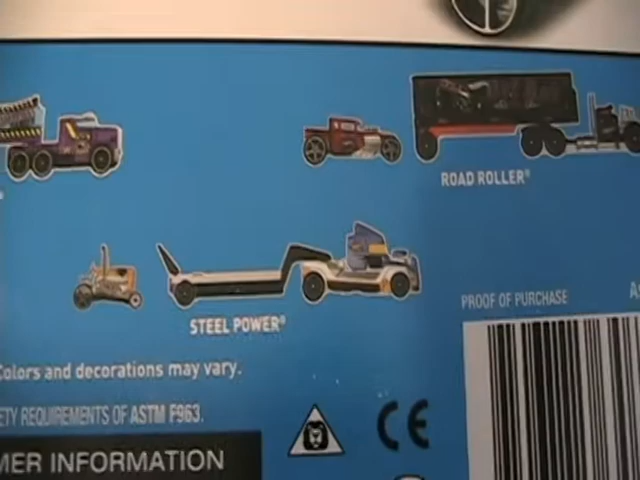 ROAD ROLLER®
PROOF OF PURCHASE
STEEL POWER®
Colors and decorations may vary.
ETY REQUIREMENTS OF ASTM F963.
MER INFORMATION
CE